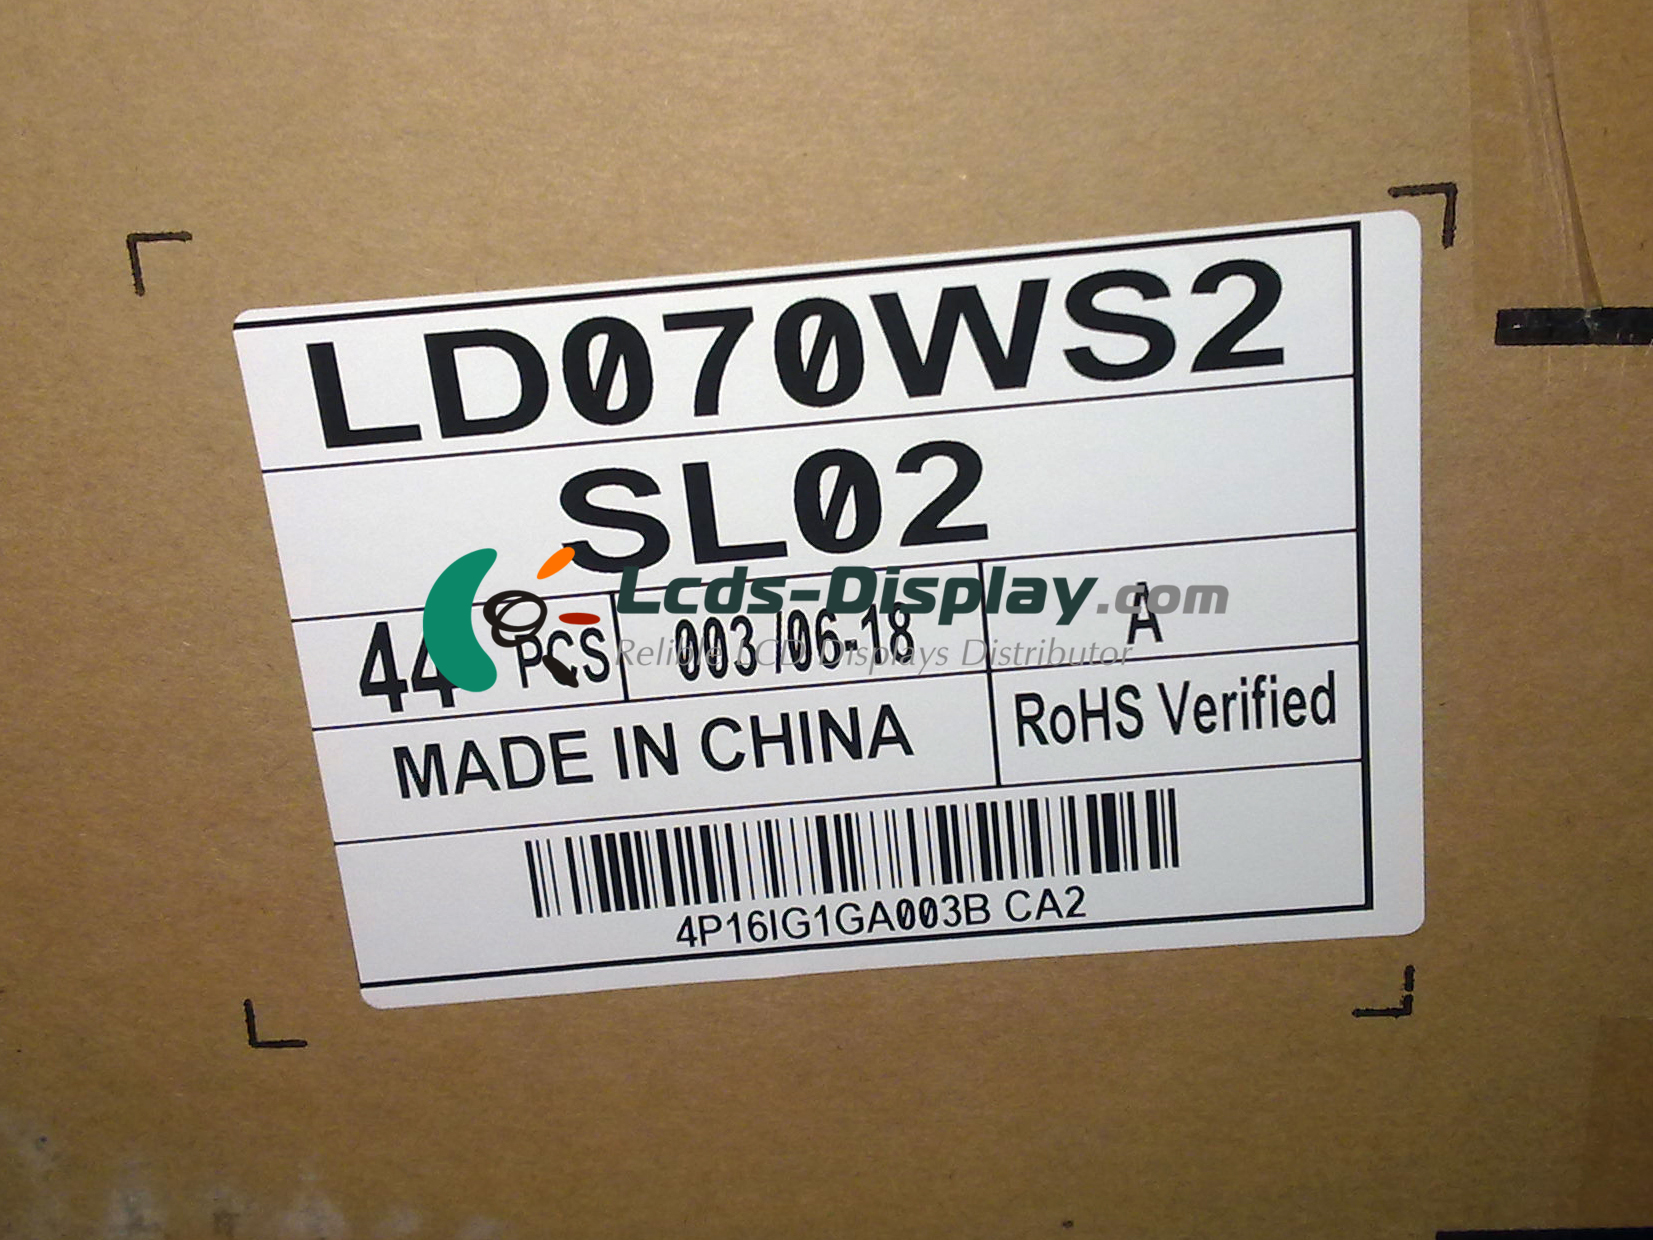 LD070WS2
SL02
44 PCS 003/06-18 A
Lcds-Display.com
Relible LCD Displays Distributor
MADE IN CHINA RoHS Verified
4P16IG1GA003B CA2